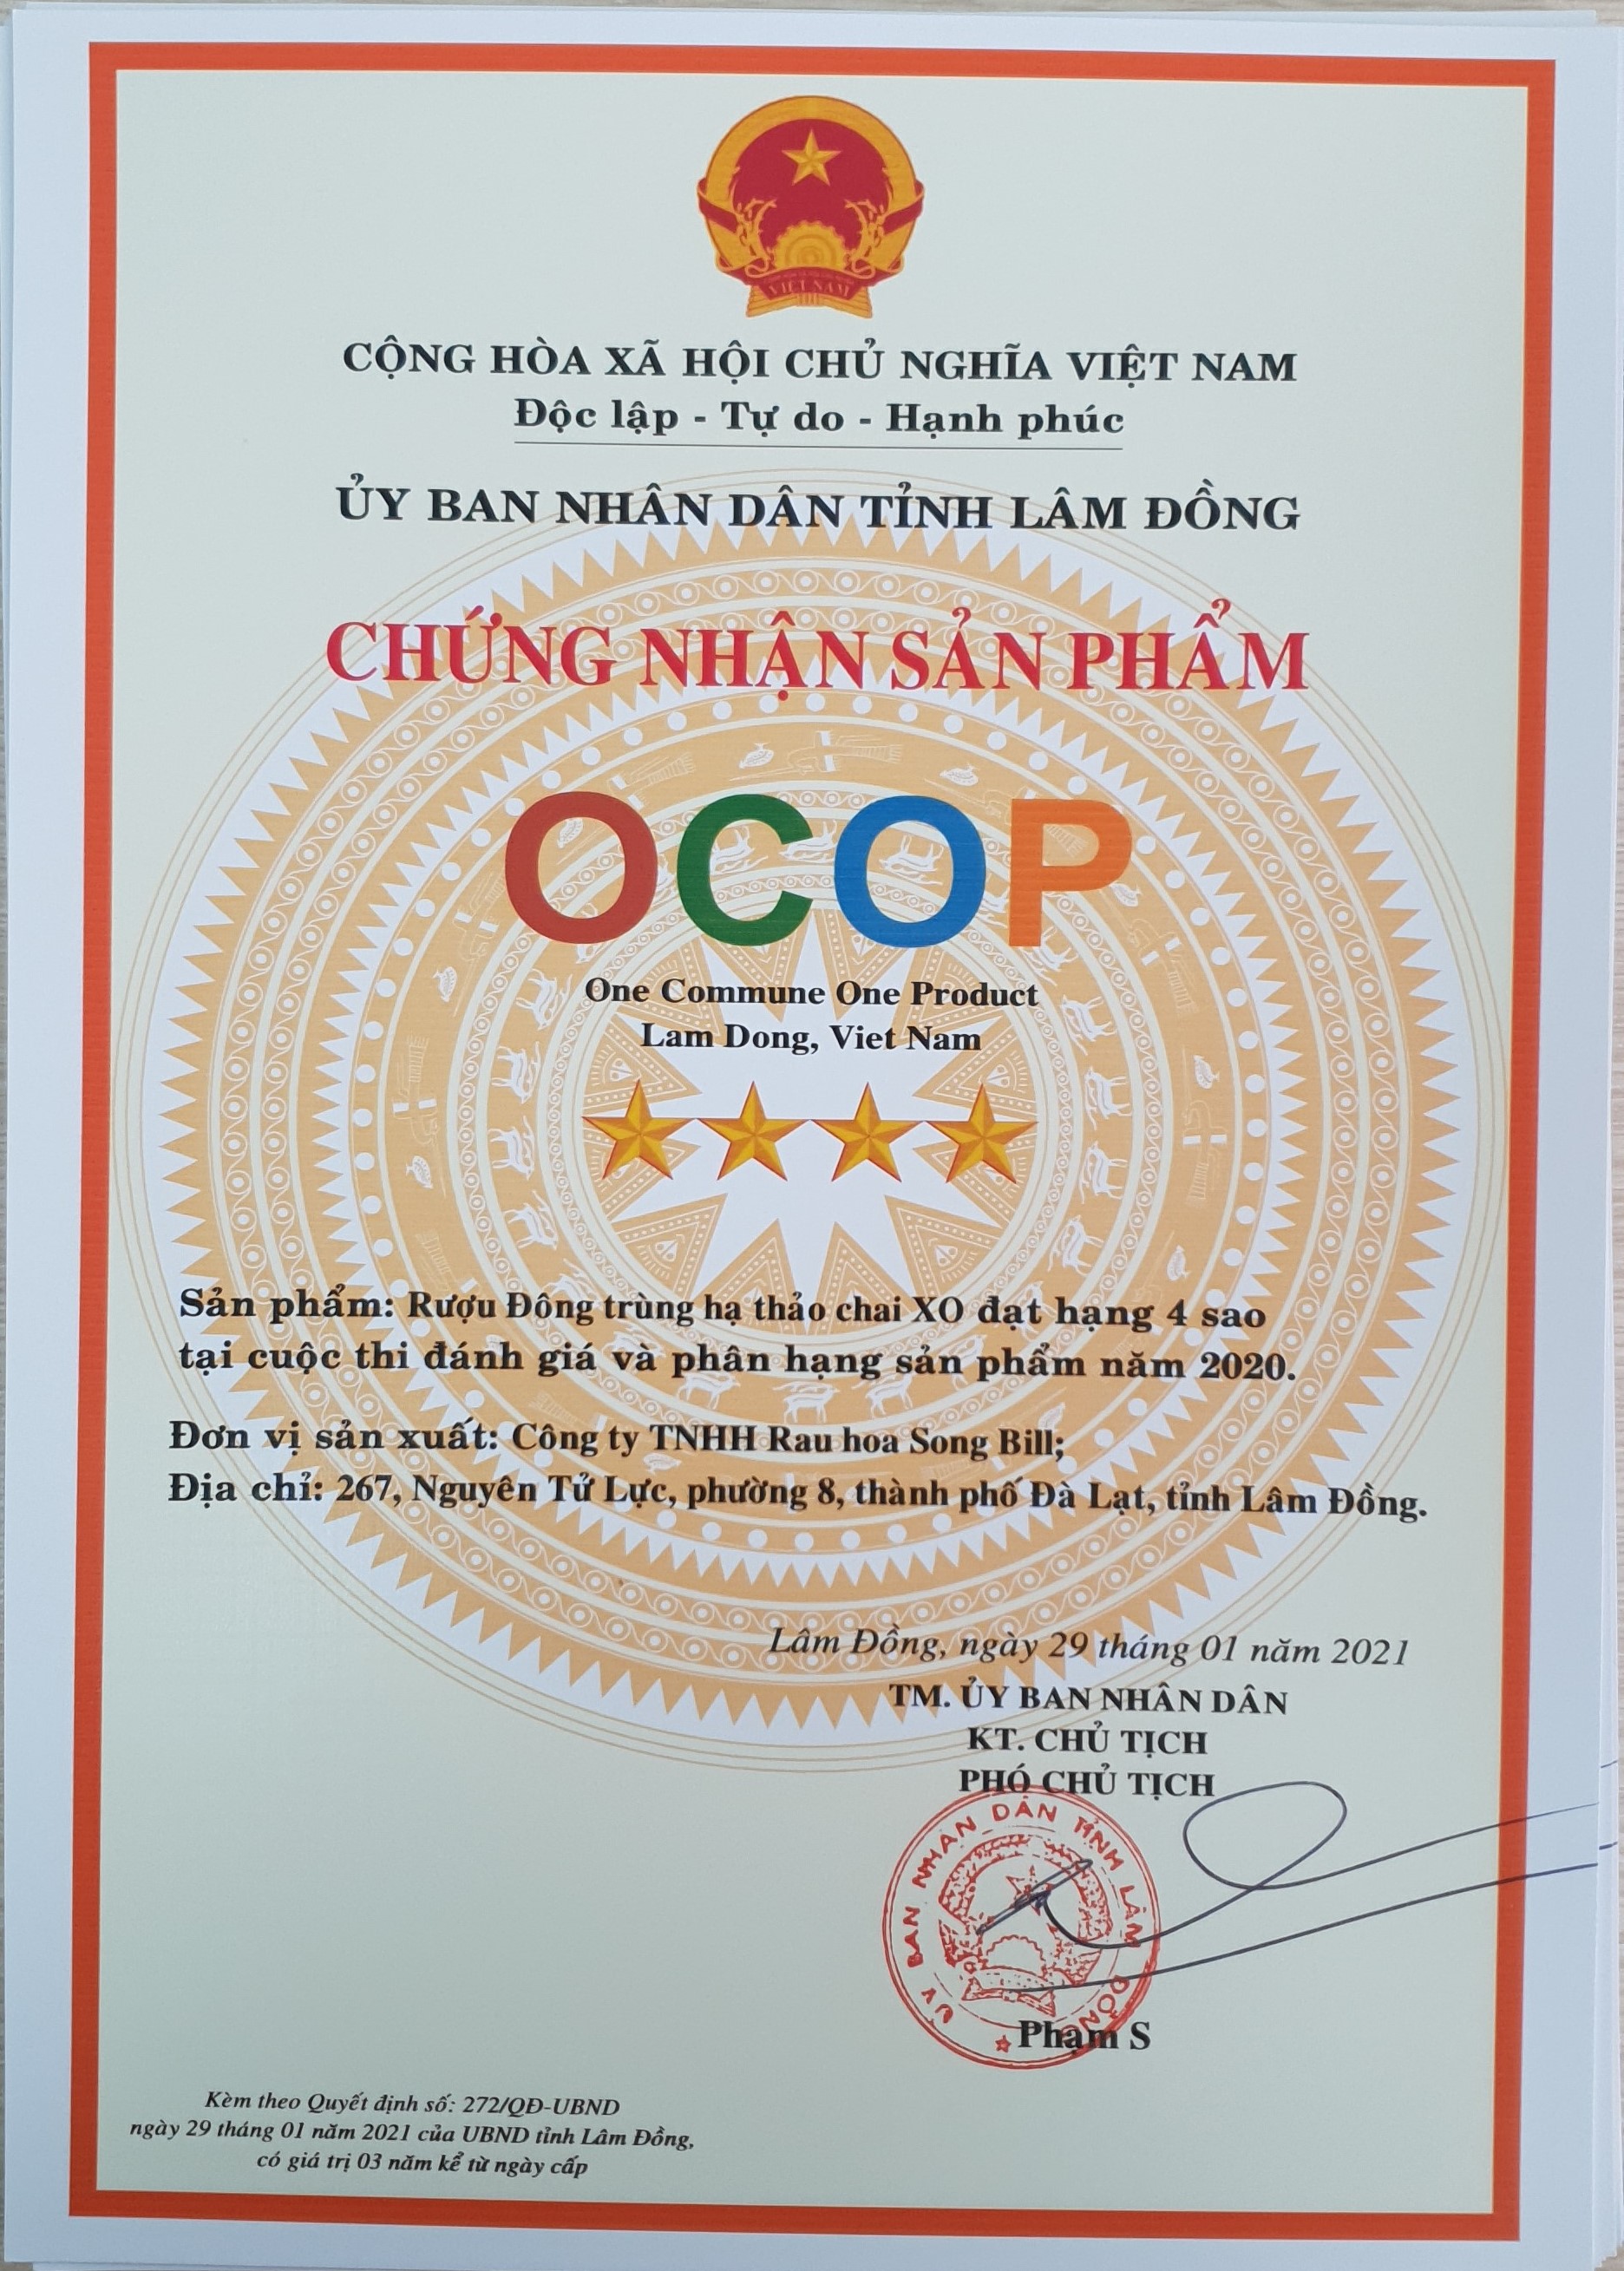 VIỆT NAM
CỘNG HÒA XÃ HỘI CHỦ NGHĨA VIỆT NAM
Độc lập - Tự do - Hạnh phúc
ỦY BAN NHÂN DÂN TỈNH LÂM ĐỒNG
CHỨNG NHẬN SẢN PHẨM
OCOP
One Commune One Product
Lam Dong, Viet Nam
Sản phẩm: Rượu Đông trùng hạ thảo chai XO đạt hạng 4 sao
tại cuộc thi đánh giá và phân hạng sản phẩm năm 2020.
Đơn vị sản xuất: Công ty TNHH Rau hoa Song Bill;
Địa chỉ: 267, Nguyên Tử Lực, phường 8, thành phố Đà Lạt, tỉnh Lâm Đồng.
Lâm Đồng, ngày 29 tháng 01 năm 2021
TM. ỦY BAN NHÂN DÂN
KT. CHỦ TỊCH
PHÓ CHỦ TỊCH
ỦY BAN NHÂN DÂN TỈNH LÂM ĐỒNG
Phạm S
Kèm theo Quyết định số: 272/QĐ-UBND
ngày 29 tháng 01 năm 2021 của UBND tỉnh Lâm Đồng,
có giá trị 03 năm kể từ ngày cấp